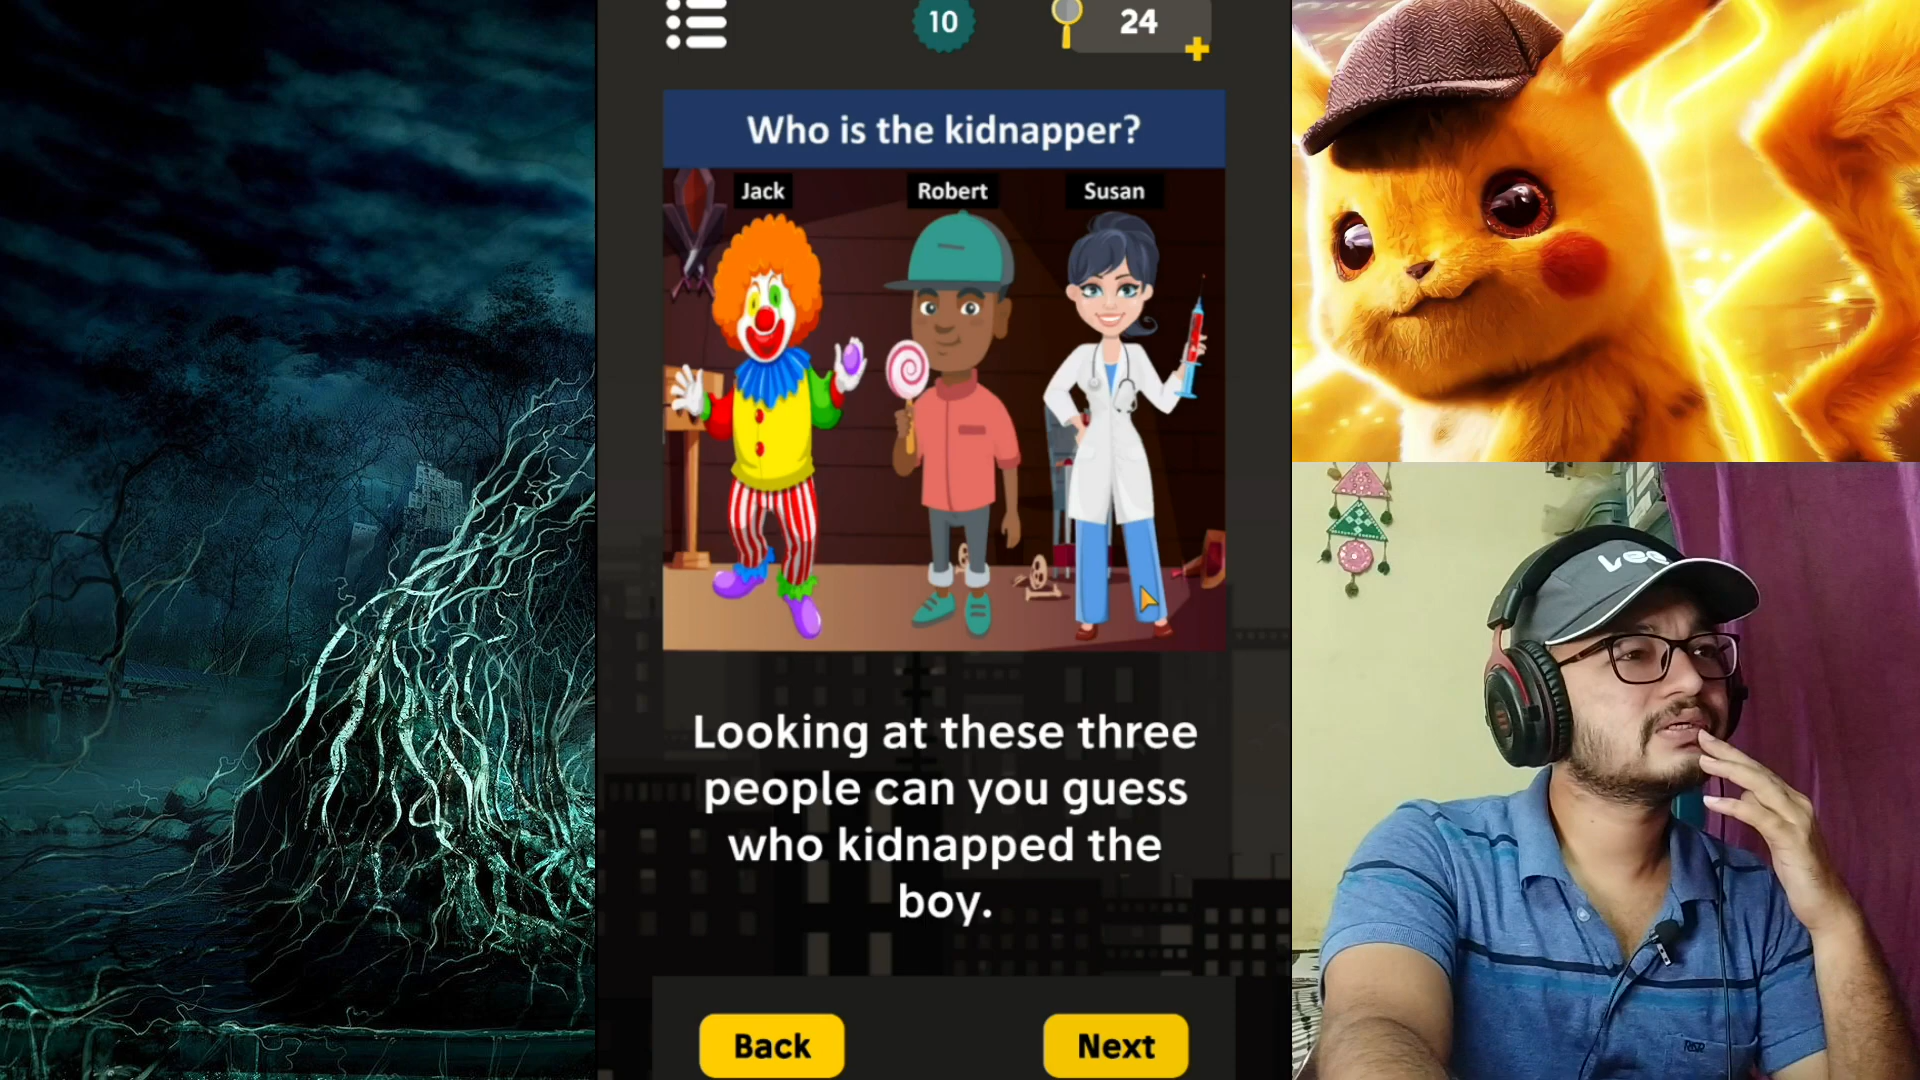 10
24
Who is the kidnapper?
Jack
Robert
Susan
Looking at these three
people can you guess
who kidnapped the
boy.
Back
Next
Lee